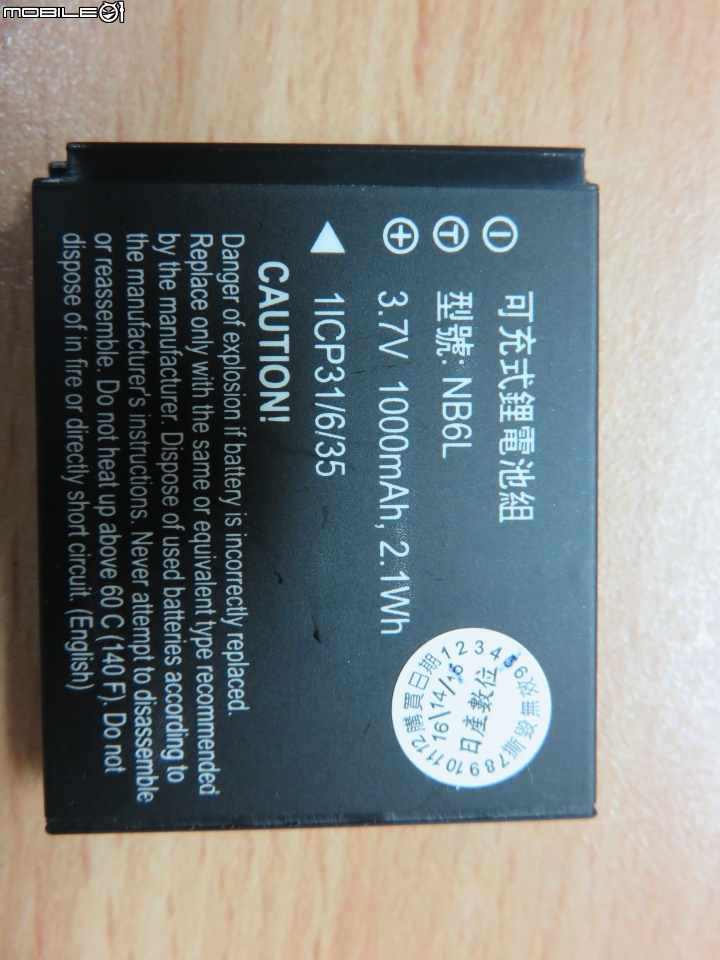 MOBILE01
可充式鋰電池組
型號: NB6L
3.7V 1000mAh, 2.1Wh
1ICP31/6/35
CAUTION!
Danger of explosion if battery is incorrectly replaced.
Replace only with the same or equivalent type recommended
by the manufacturer. Dispose of used batteries according to
the manufacturer's instructions. Never attempt to disassemble
or reassemble. Do not heat up above 60 C (140 F). Do not
dispose of in fire or directly short circuit. (English)
+
T
−
購買日期
1 2 3 4 5 6
16/14/15
日產數位
7 8 9 10 11 12
撕毀無效